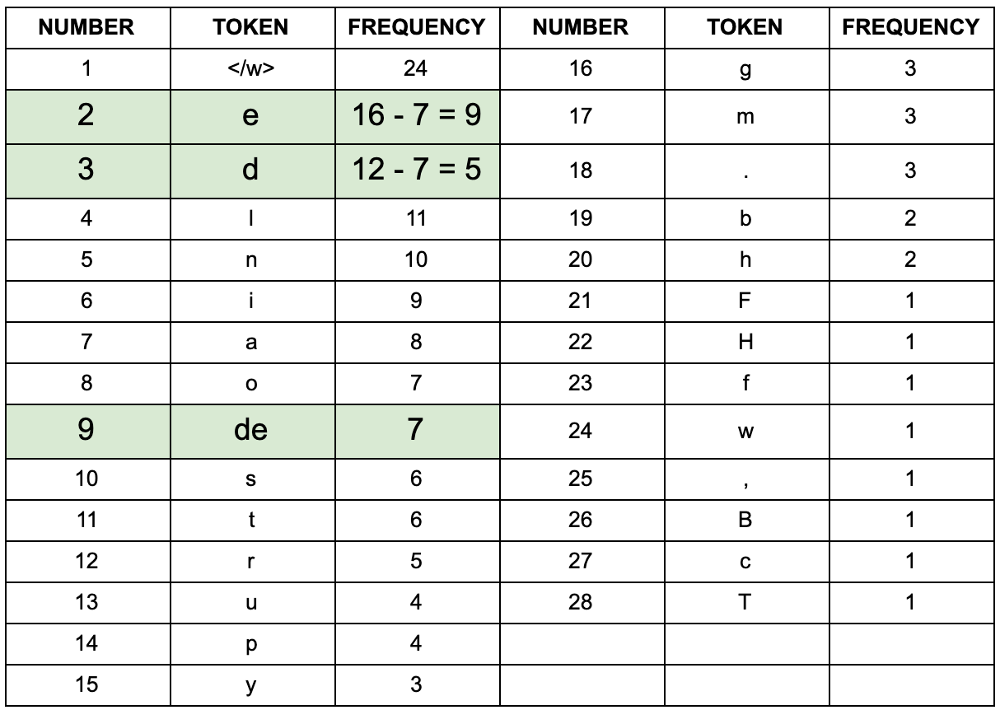 NUMBER TOKEN FREQUENCY NUMBER TOKEN FREQUENCY
1 </w> 24 16 g 3
2 e 16 - 7 = 9 17 m 3
3 d 12 - 7 = 5 18 . 3
4 l 11 19 b 2
5 n 10 20 h 2
6 i 9 21 F 1
7 a 8 22 H 1
8 o 7 23 f 1
9 de 7 24 w 1
10 s 6 25 , 1
11 t 6 26 B 1
12 r 5 27 c 1
13 u 4 28 T 1
14 p 4
15 y 3